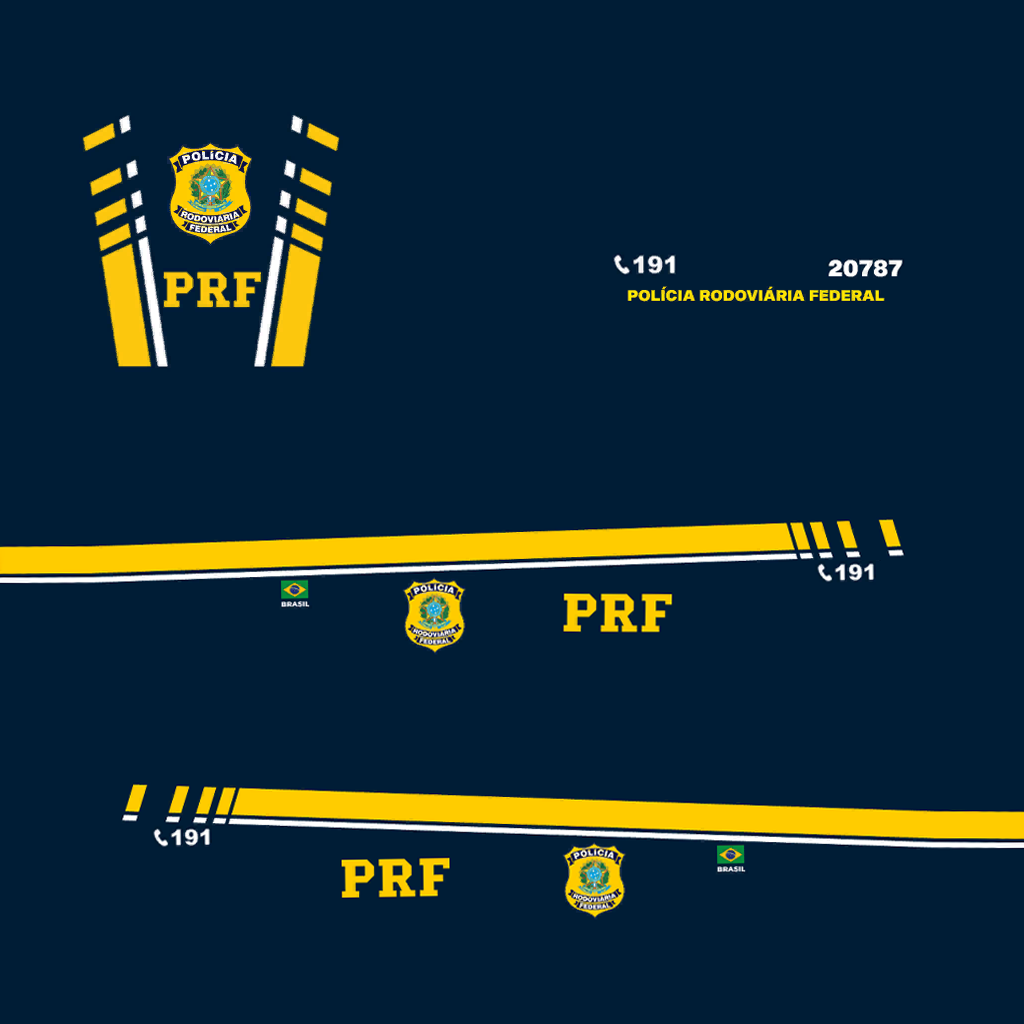 POLÍCIA
RODOVIÁRIA
FEDERAL
PRF
191
20787
POLÍCIA RODOVIÁRIA FEDERAL
191
BRASIL
POLÍCIA
RODOVIÁRIA
FEDERAL
PRF
191
PRF
POLÍCIA
RODOVIÁRIA
FEDERAL
BRASIL